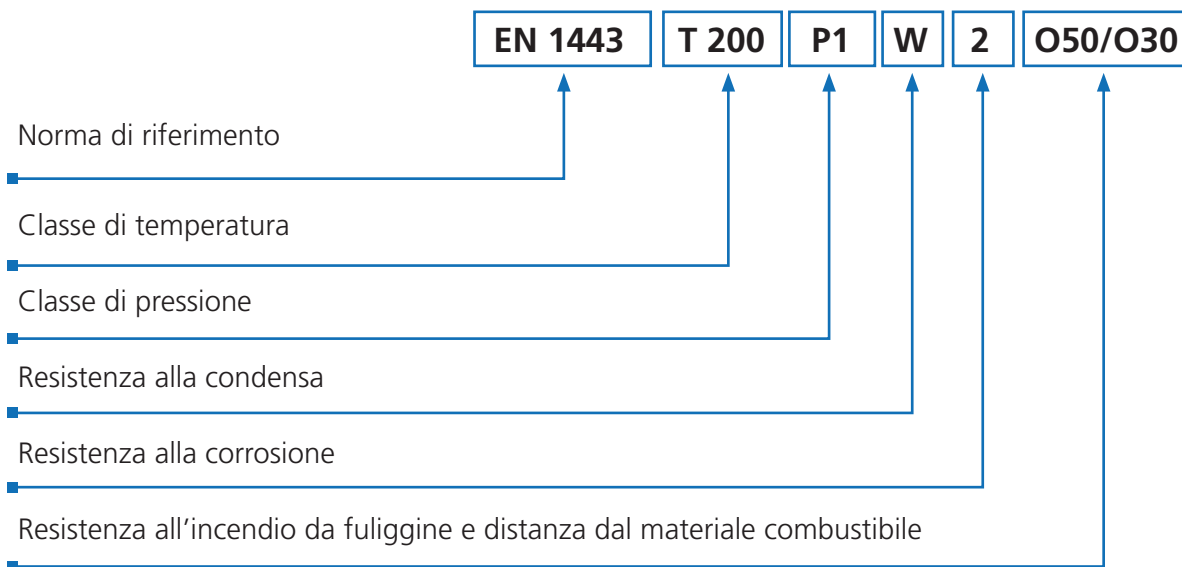 EN 1443 T 200 P1 W 2 O50/O30
Norma di riferimento
Classe di temperatura
Classe di pressione
Resistenza alla condensa
Resistenza alla corrosione
Resistenza all’incendio da fuliggine e distanza dal materiale combustibile